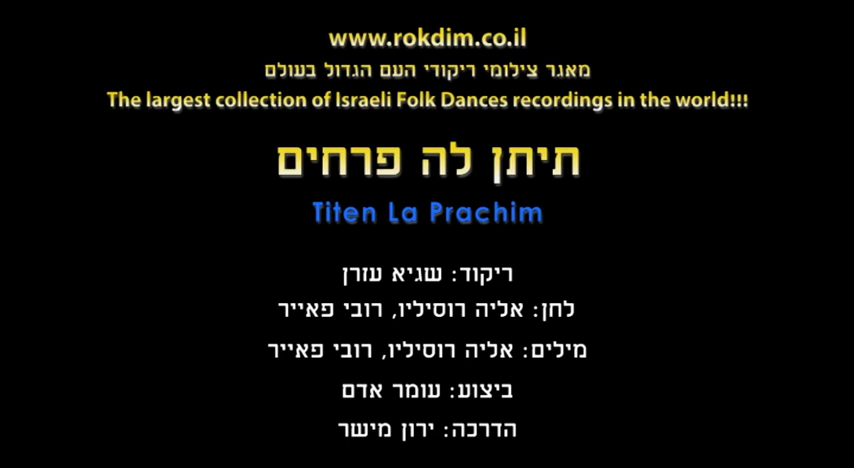 www.rokdim.co.il
מאגר צילומי ריקודי העם הגדול בעולם
The largest collection of Israeli Folk Dances recordings in the world!!!
תיתן לה פרחים
Titen La Prachim
ריקוד: שגיא עזרן
לחן: אליה רוסיליו, רובי פאייר
מילים: אליה רוסיליו, רובי פאייר
ביצוע: עומר אדם
הדרכה: ירון מישר